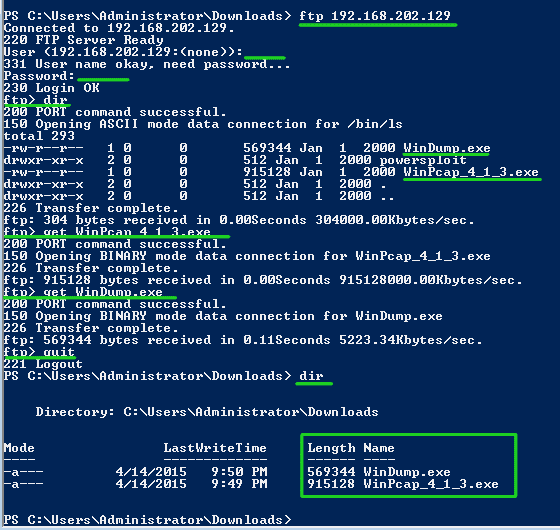 PS C:\Users\Administrator\Downloads> ftp 192.168.202.129
Connected to 192.168.202.129.
220 FTP Server Ready
User (192.168.202.129:(none)):
331 User name okay, need password...
Password:
230 Login OK
ftp> dir
200 PORT command successful.
150 Opening ASCII mode data connection for /bin/ls
total 293
-rw-r--r-- 1 0 0 569344 Jan 1 2000 WinDump.exe
drwxr-xr-x 2 0 0 512 Jan 1 2000 powersploit
-rw-r--r-- 1 0 0 915128 Jan 1 2000 WinPcap_4_1_3.exe
drwxr-xr-x 2 0 0 512 Jan 1 2000 .
drwxr-xr-x 2 0 0 512 Jan 1 2000 ..
226 Transfer complete.
ftp: 304 bytes received in 0.00Seconds 304000.00Kbytes/sec.
ftp> get WinPcap_4_1_3.exe
200 PORT command successful.
150 Opening BINARY mode data connection for WinPcap_4_1_3.exe
226 Transfer complete.
ftp: 915128 bytes received in 0.00Seconds 915128000.00Kbytes/sec.
ftp> get WinDump.exe
200 PORT command successful.
150 Opening BINARY mode data connection for WinDump.exe
226 Transfer complete.
ftp: 569344 bytes received in 0.11Seconds 5223.34Kbytes/sec.
ftp> quit
221 Logout
PS C:\Users\Administrator\Downloads> dir
Directory: C:\Users\Administrator\Downloads
Mode LastWriteTime Length Name
---- ------------- ------ ----
-a--- 4/14/2015 9:50 PM 569344 WinDump.exe
-a--- 4/14/2015 9:49 PM 915128 WinPcap_4_1_3.exe
PS C:\Users\Administrator\Downloads>